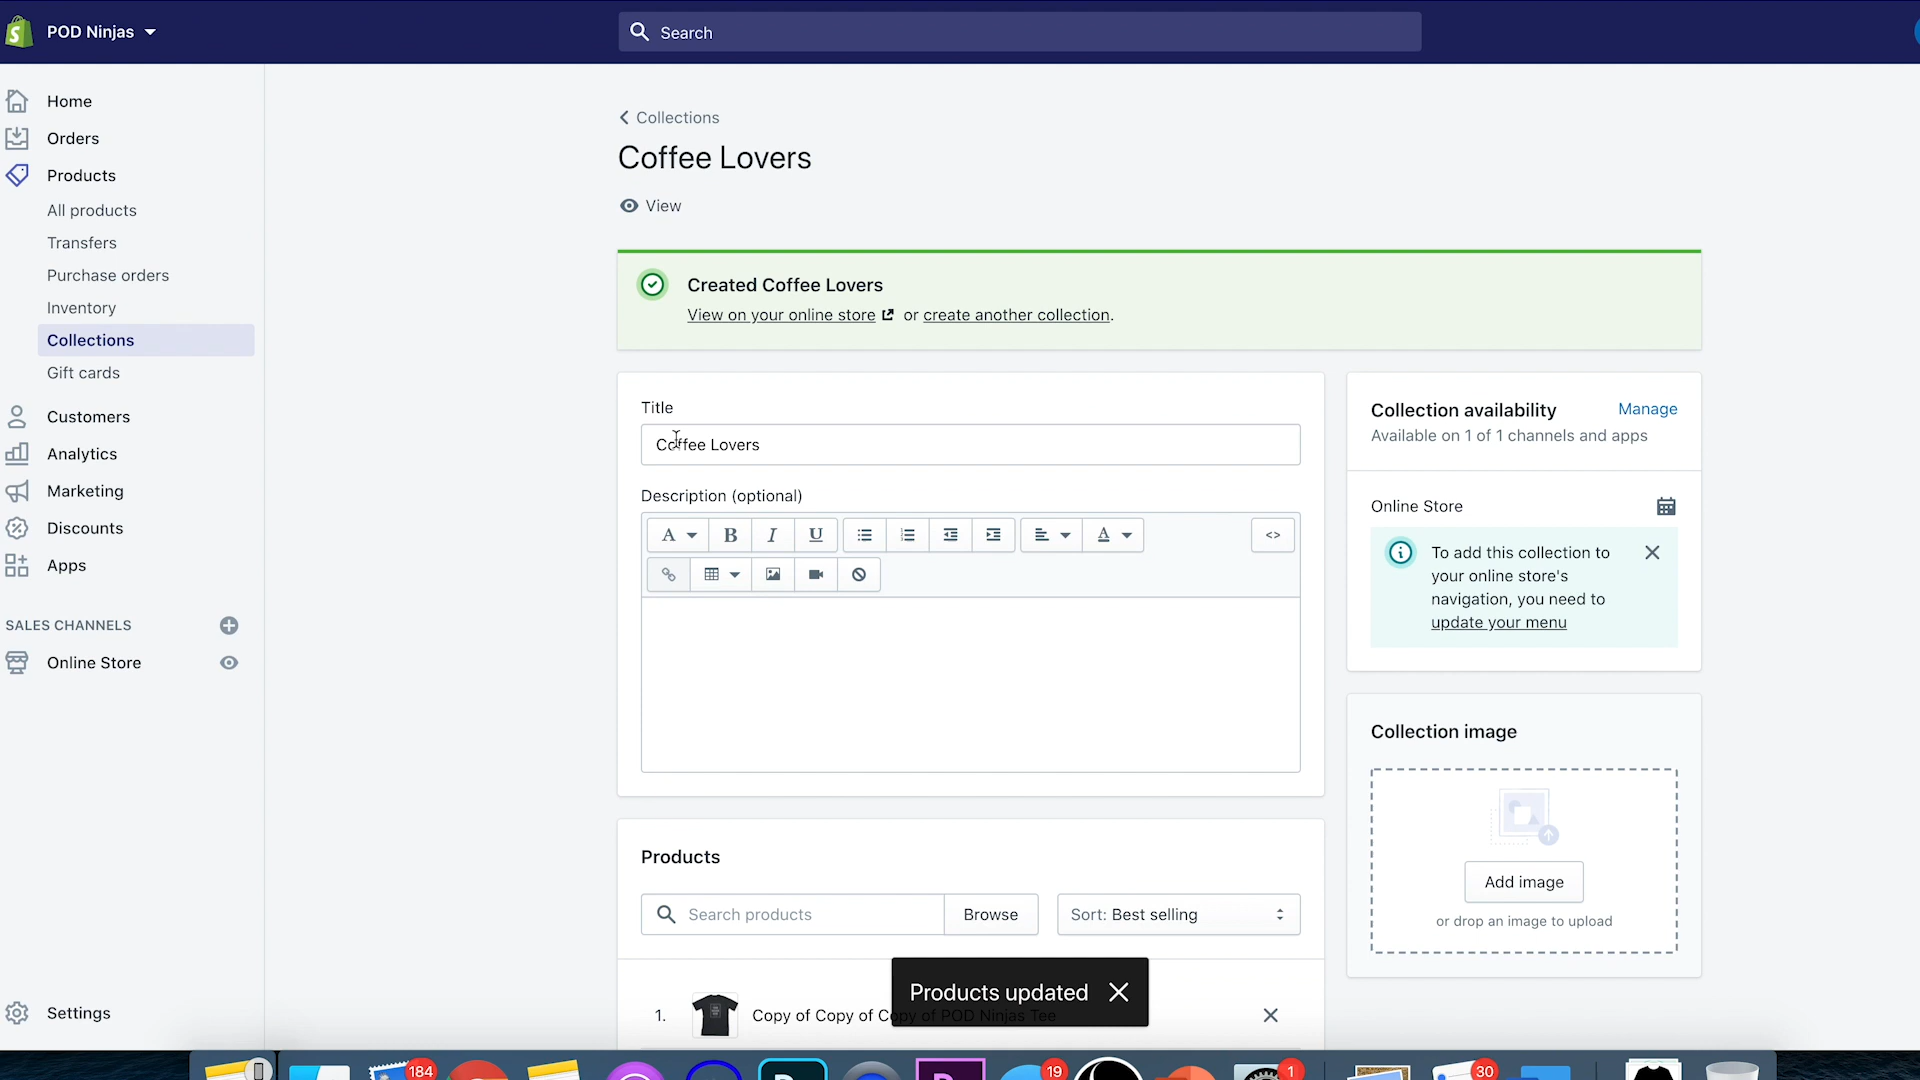 POD Ninjas
Search
Home
Orders
Products
All products
Transfers
Purchase orders
Inventory
Collections
Gift cards
Customers
Analytics
Marketing
Discounts
Apps
SALES CHANNELS
Online Store
Settings
Collections
Coffee Lovers
View
Created Coffee Lovers
View on your online store or create another collection.
Title
Coffee Lovers
Description (optional)
A B I U A <>
Products
Search products
Browse
Sort: Best selling
1. Copy of Copy of Copy of POD Ninjas Tee
Products updated
Collection availability
Manage
Available on 1 of 1 channels and apps
Online Store
To add this collection to
your online store's
navigation, you need to
update your menu
Collection image
Add image
or drop an image to upload
184
19
1
30